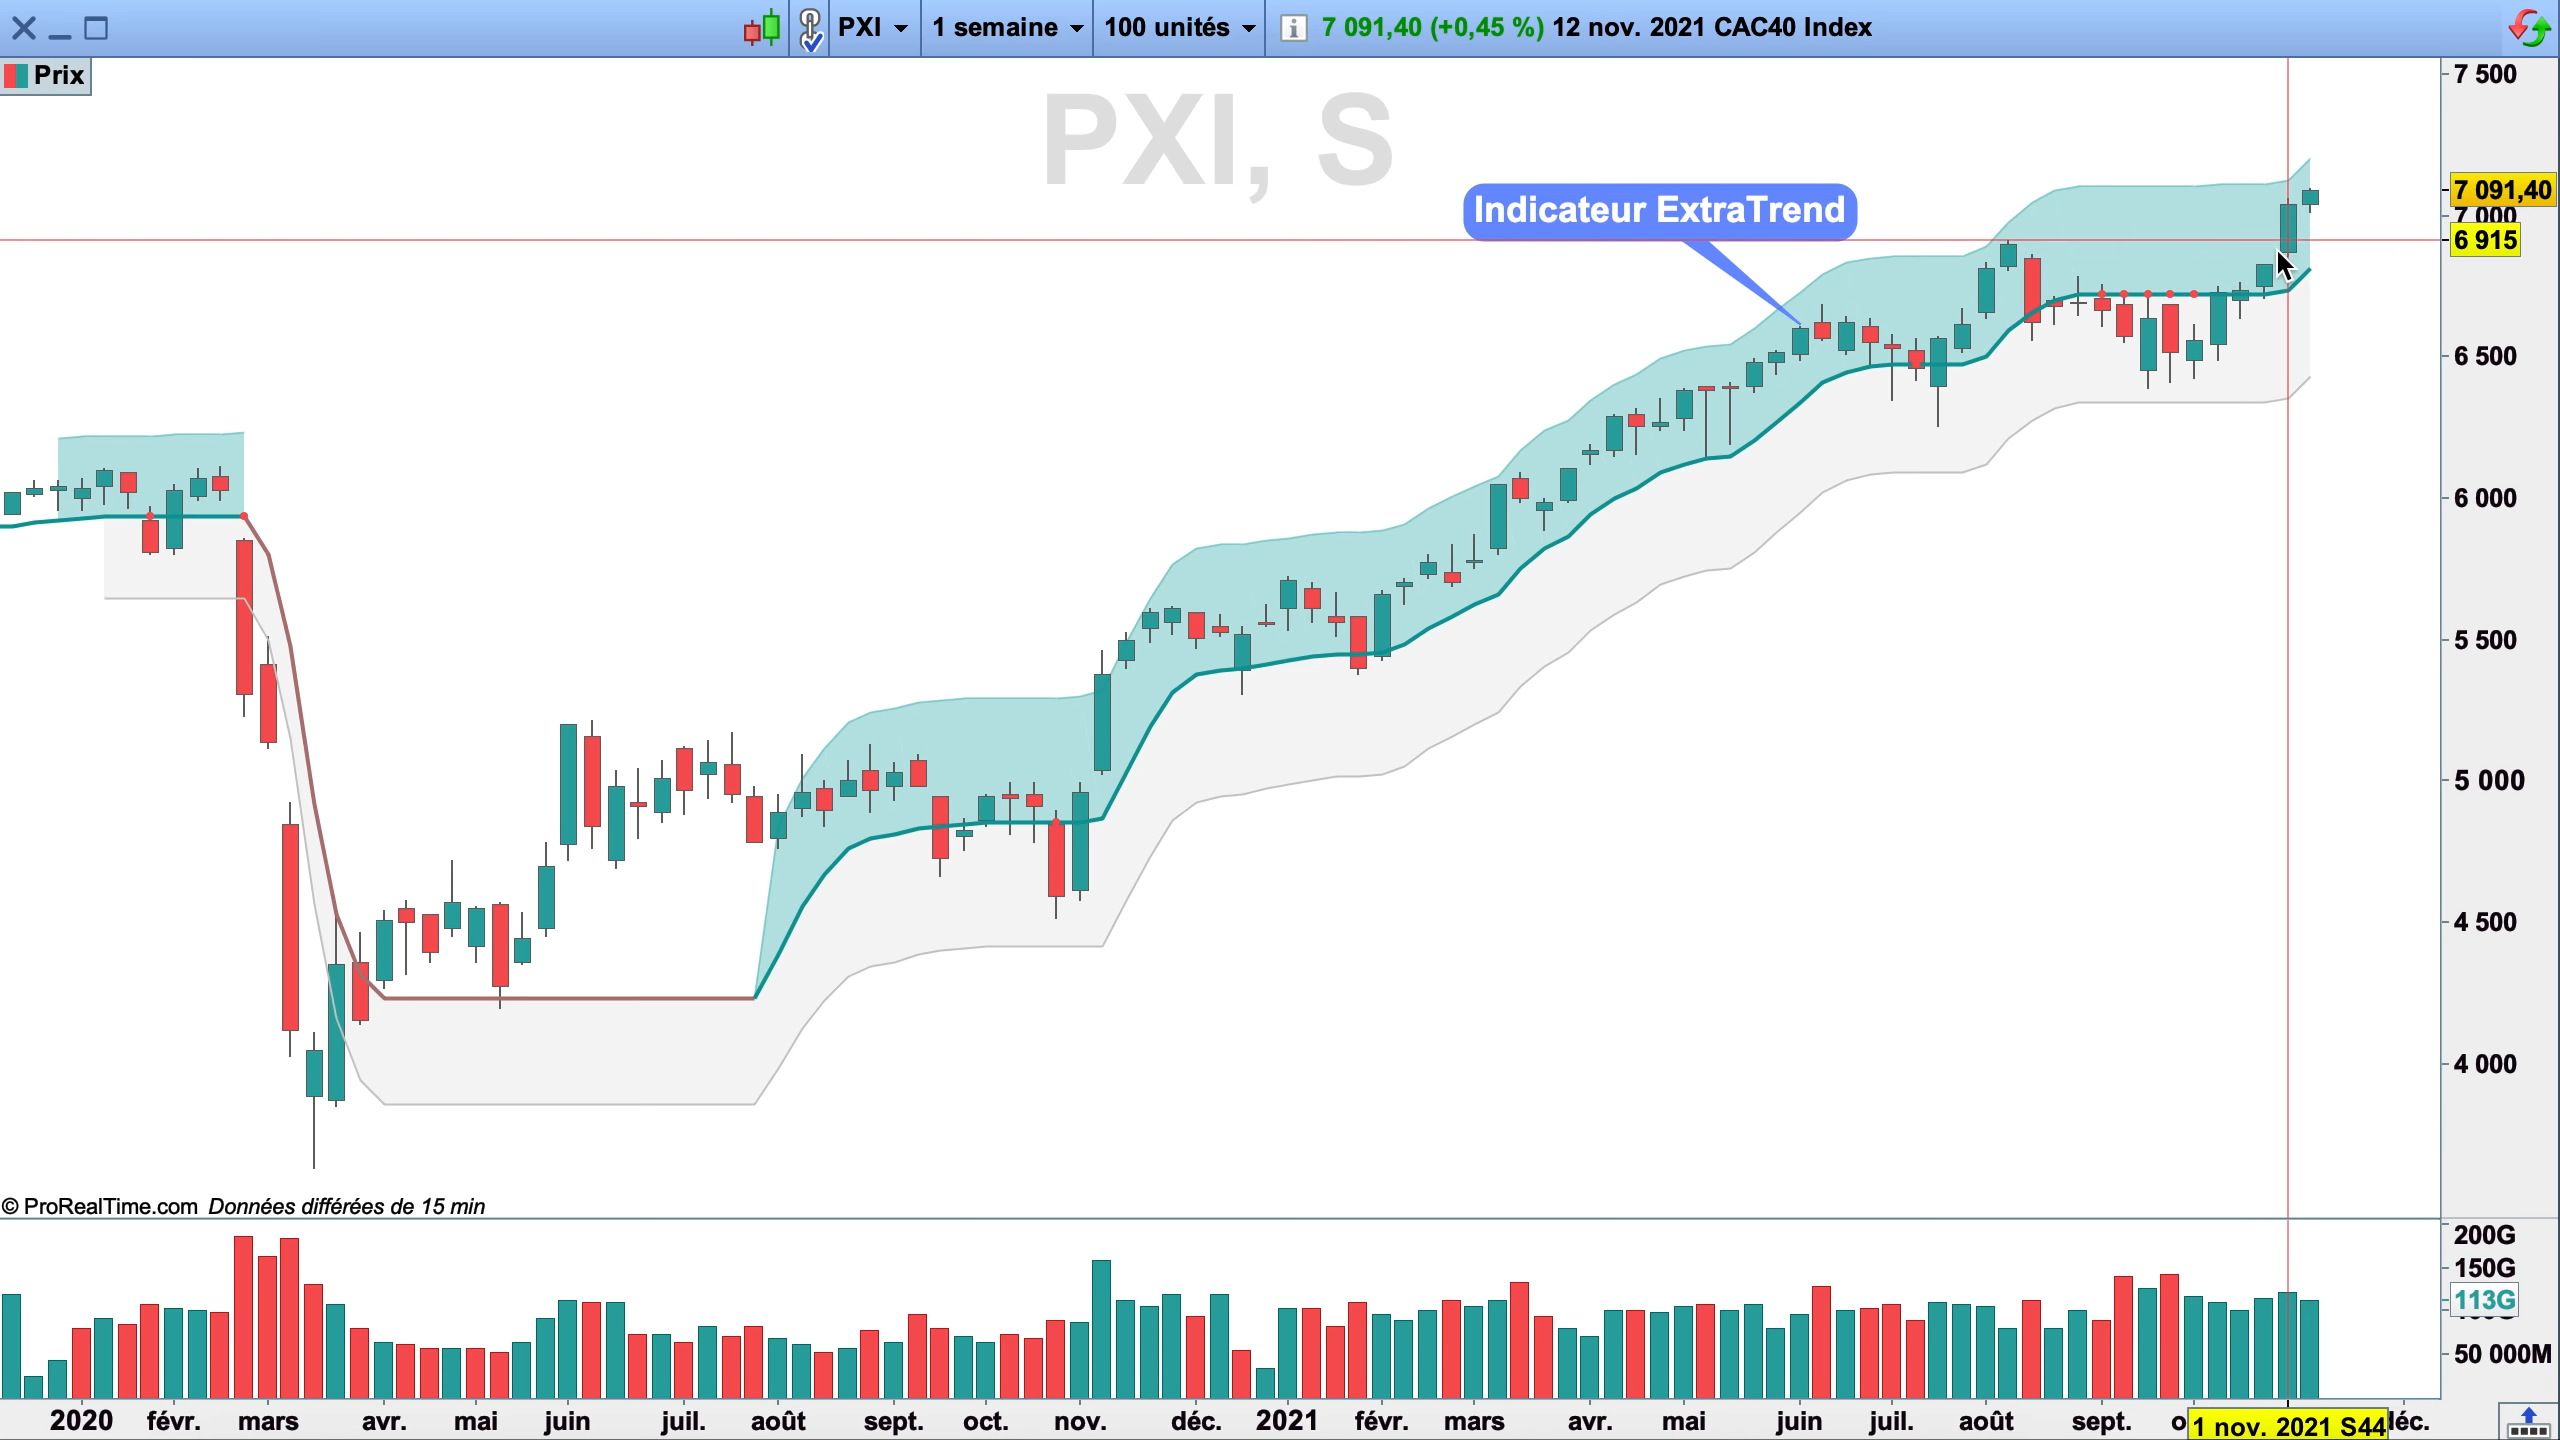 PXI 1 semaine 100 unités 7 091,40 (+0,45 %) 12 nov. 2021 CAC40 Index
Prix
PXI, S
Indicateur ExtraTrend
7 500
7 091,40
7 000
6 915
6 500
6 000
5 500
5 000
4 500
4 000
© ProRealTime.com Données différées de 15 min
200G
150G
113G
50 000M
2020 févr. mars avr. mai juin juil. août sept. oct. nov. déc. 2021 févr. mars avr. mai juin juil. août sept. o 1 nov. 2021 S44 déc.